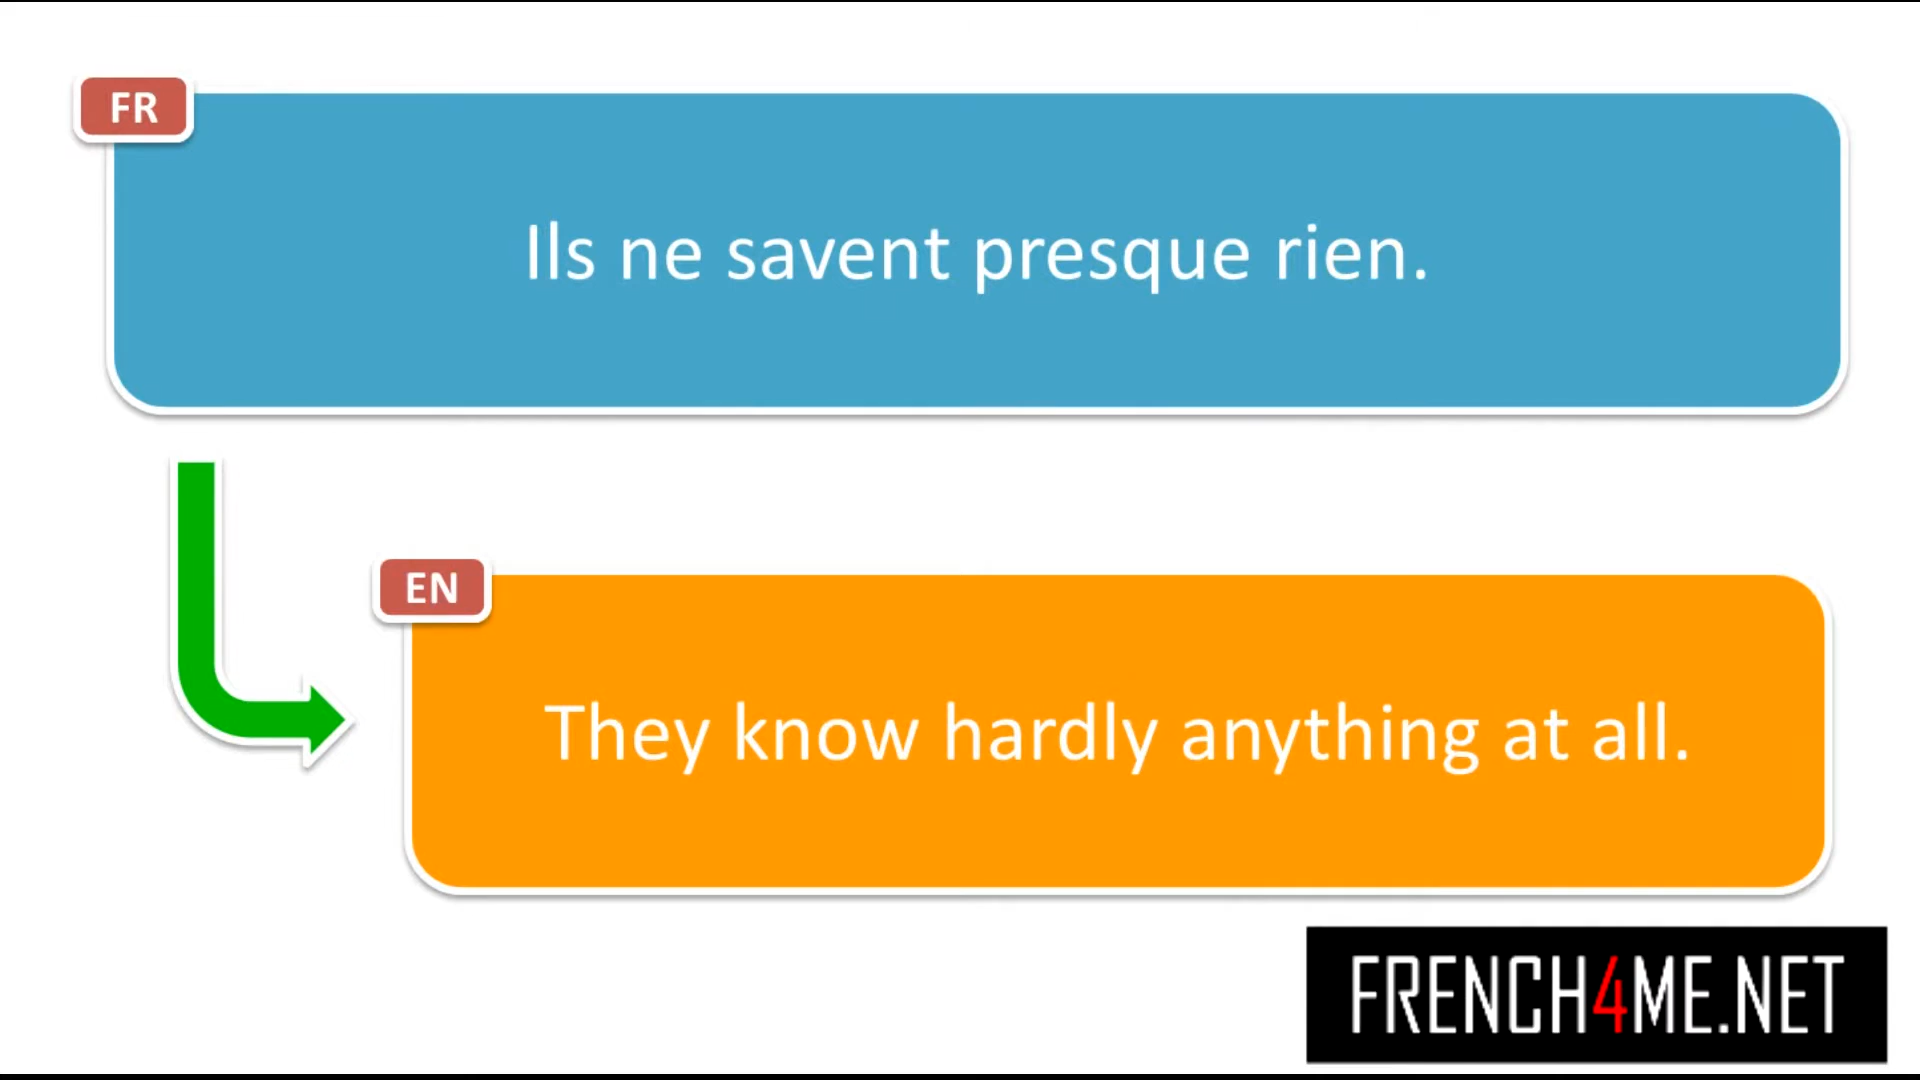 FR
Ils ne savent presque rien.
EN
They know hardly anything at all.
FRENCH4ME.NET